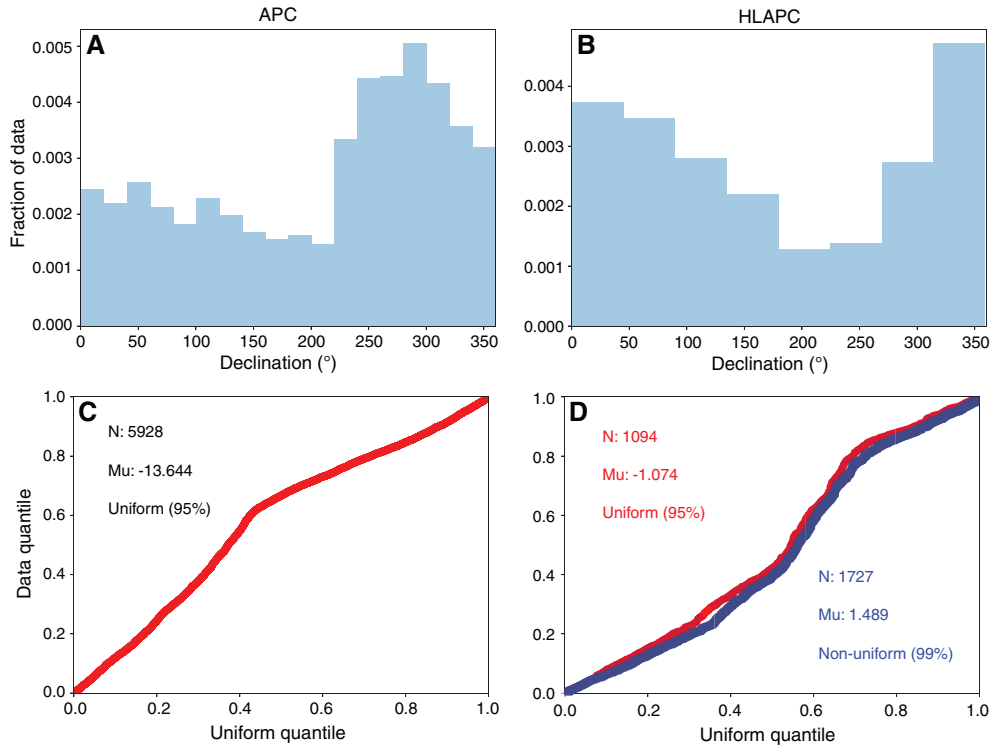 APC
HLAPC
A
0.005
0.004
0.003
0.002
0.001
0.000
Fraction of data
0 50 100 150 200 250 300 350
Declination (°)
B
0.004
0.003
0.002
0.001
0.000
0 50 100 150 200 250 300 350
Declination (°)
C
N: 5928
Mu: -13.644
Uniform (95%)
1.0
0.8
0.6
0.4
0.2
0.0
Data quantile
0.0 0.2 0.4 0.6 0.8 1.0
Uniform quantile
D
N: 1094
Mu: -1.074
Uniform (95%)
N: 1727
Mu: 1.489
Non-uniform (99%)
1.0
0.8
0.6
0.4
0.2
0.0
0.0 0.2 0.4 0.6 0.8 1.0
Uniform quantile